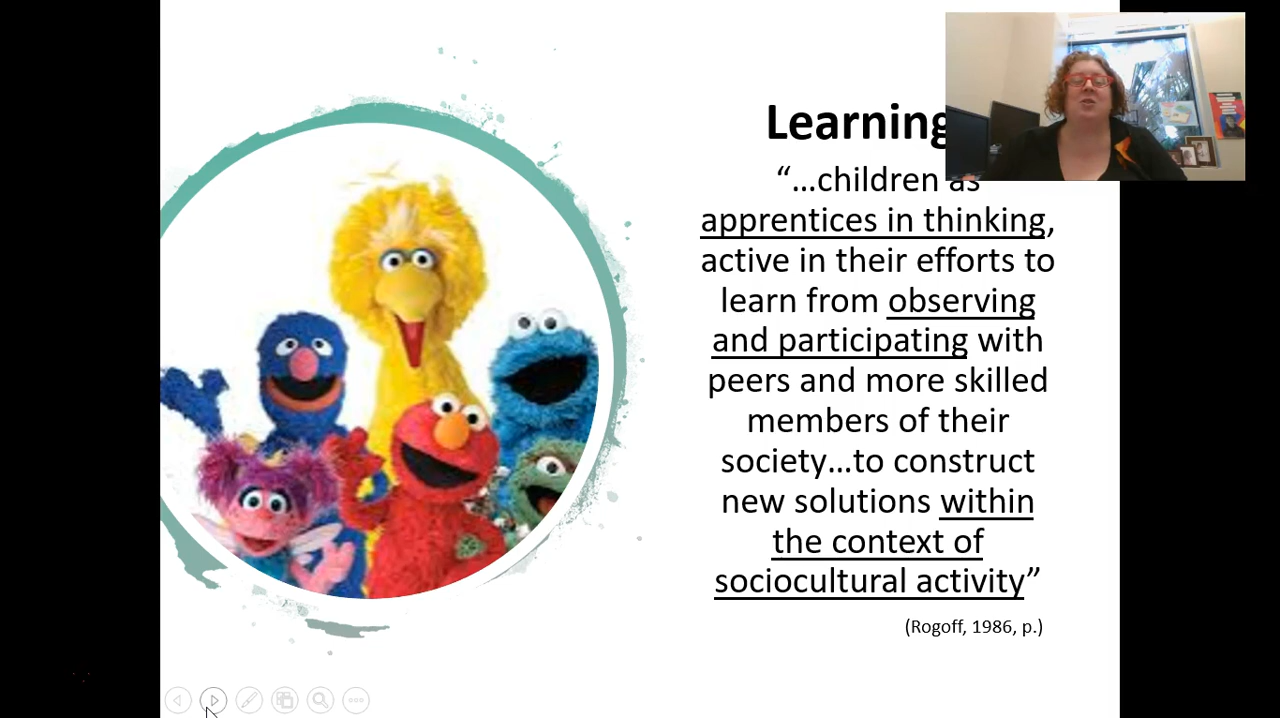 Learning
“...children as
apprentices in thinking,
active in their efforts to
learn from observing
and participating with
peers and more skilled
members of their
society...to construct
new solutions within
the context of
sociocultural activity”
(Rogoff, 1986, p.)